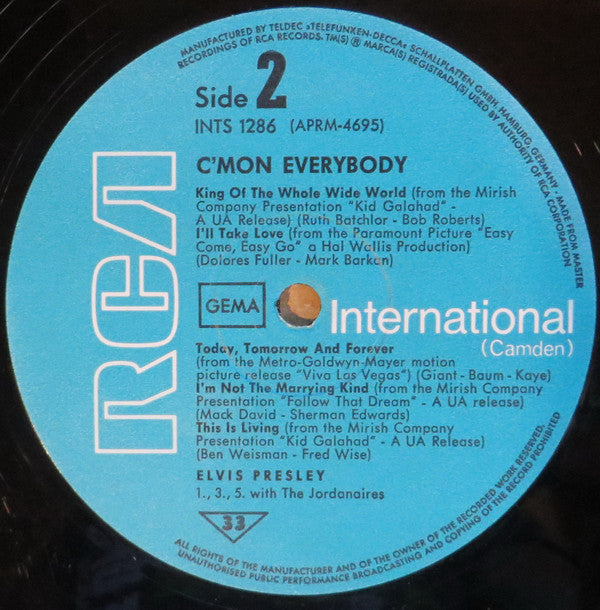 MANUFACTURED BY TELDEC »TELEFUNKEN-DECCA« SCHALLPLATTEN GMBH, HAMBURG, GERMANY - MADE FROM MASTER
RECORDINGS OF RCA RECORDS. TM(S) ® MARCA(S) REGISTRADA(S) USED BY AUTHORITY OF RCA CORPORATION
Side 2
INTS 1286 (APRM-4695)
C'MON EVERYBODY
King Of The Whole Wide World (from the Mirish
Company Presentation "Kid Galahad" -
A UA Release) (Ruth Batchlor - Bob Roberts)
I'll Take Love (from the Paramount Picture "Easy
Come, Easy Go" a Hal Wallis Production)
(Dolores Fuller - Mark Barkan)
RCA
GEMA
International
(Camden)
Today, Tomorrow And Forever
(from the Metro-Goldwyn-Mayer motion
picture release "Viva Las Vegas") (Giant - Baum - Kaye)
I'm Not The Marrying Kind (from the Mirish Company
Presentation "Follow That Dream" - A UA release)
(Mack David - Sherman Edwards)
This Is Living (from the Mirish Company
Presentation "Kid Galahad" - A UA Release)
(Ben Weisman - Fred Wise)
ELVIS PRESLEY
1., 3., 5. with The Jordanaires
33
ALL RIGHTS OF THE MANUFACTURER AND OF THE OWNER OF THE RECORDED WORK RESERVED.
UNAUTHORISED PUBLIC PERFORMANCE BROADCASTING AND COPYING OF THE RECORD PROHIBITED